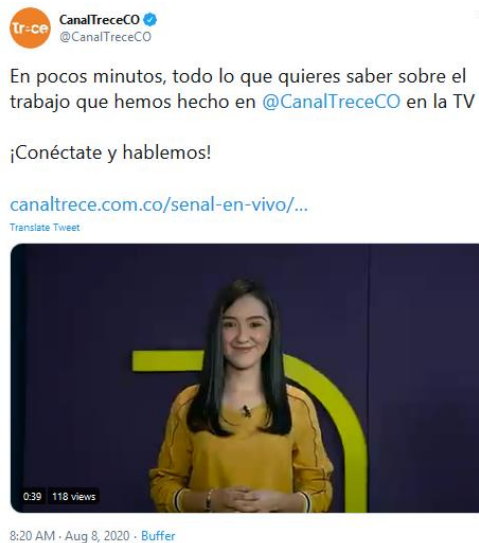 Tr=ce
CanalTreceCO
@CanalTreceCO
En pocos minutos, todo lo que quieres saber sobre el
trabajo que hemos hecho en @CanalTreceCO en la TV
¡Conéctate y hablemos!
canaltrece.com.co/senal-en-vivo/...
Translate Tweet
0:39 118 views
8:20 AM · Aug 8, 2020 · Buffer